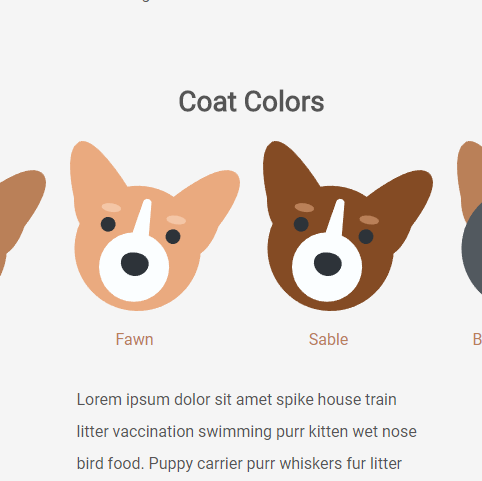 Coat Colors
Fawn
Sable
Lorem ipsum dolor sit amet spike house train
litter vaccination swimming purr kitten wet nose
bird food. Puppy carrier purr whiskers fur litter